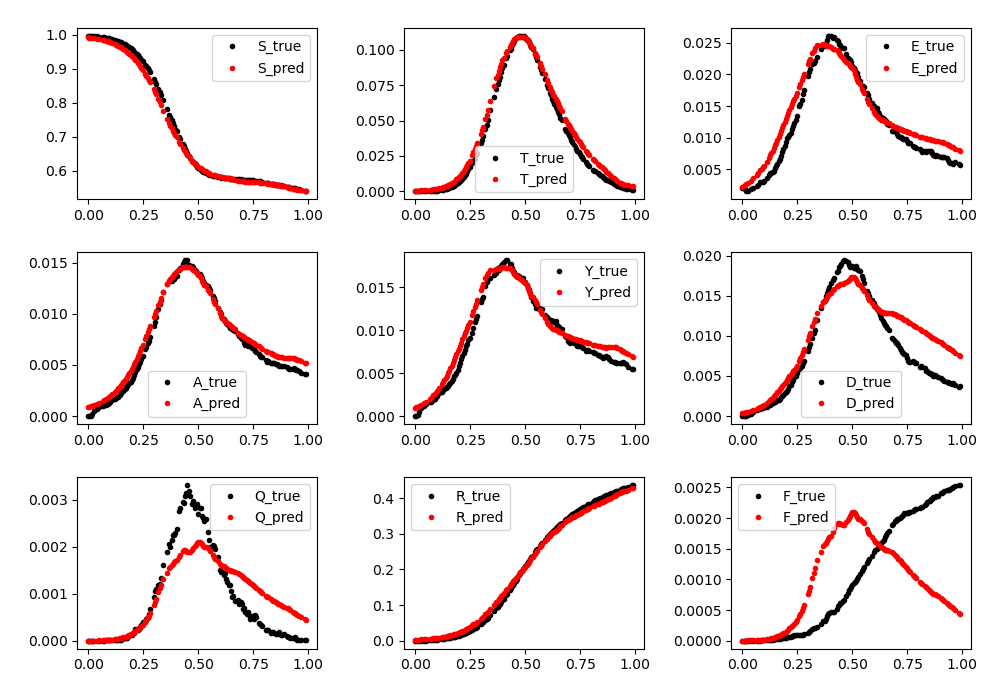 1.0
0.9
0.8
0.7
0.6
S_true
S_pred
0.00 0.25 0.50 0.75 1.00
0.100
0.075
0.050
0.025
0.000
T_true
T_pred
0.00 0.25 0.50 0.75 1.00
0.025
0.020
0.015
0.010
0.005
E_true
E_pred
0.00 0.25 0.50 0.75 1.00
0.015
0.010
0.005
0.000
A_true
A_pred
0.00 0.25 0.50 0.75 1.00
0.015
0.010
0.005
0.000
Y_true
Y_pred
0.00 0.25 0.50 0.75 1.00
0.020
0.015
0.010
0.005
0.000
D_true
D_pred
0.00 0.25 0.50 0.75 1.00
0.003
0.002
0.001
0.000
Q_true
Q_pred
0.00 0.25 0.50 0.75 1.00
0.4
0.3
0.2
0.1
0.0
R_true
R_pred
0.00 0.25 0.50 0.75 1.00
0.0025
0.0020
0.0015
0.0010
0.0005
0.0000
F_true
F_pred
0.00 0.25 0.50 0.75 1.00